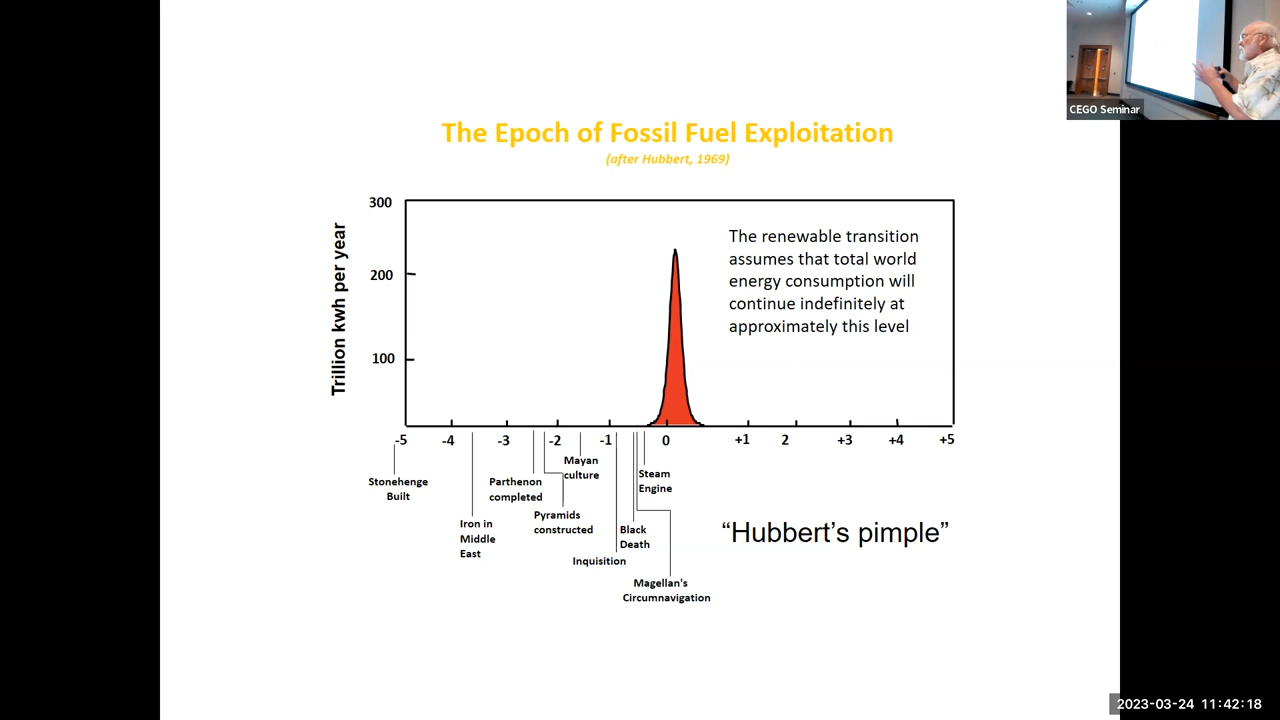 CEGO Seminar
The Epoch of Fossil Fuel Exploitation
(after Hubbert, 1969)
Trillion kwh per year
300
200
100
The renewable transition
assumes that total world
energy consumption will
continue indefinitely at
approximately this level
-5
-4
-3
-2
-1
0
+1
2
+3
+4
+5
Stonehenge
Built
Iron in
Middle
East
Parthenon
completed
Pyramids
constructed
Mayan
culture
Inquisition
Black
Death
Steam
Engine
Magellan's
Circumnavigation
“Hubbert’s pimple”
2023-03-24 11:42:18